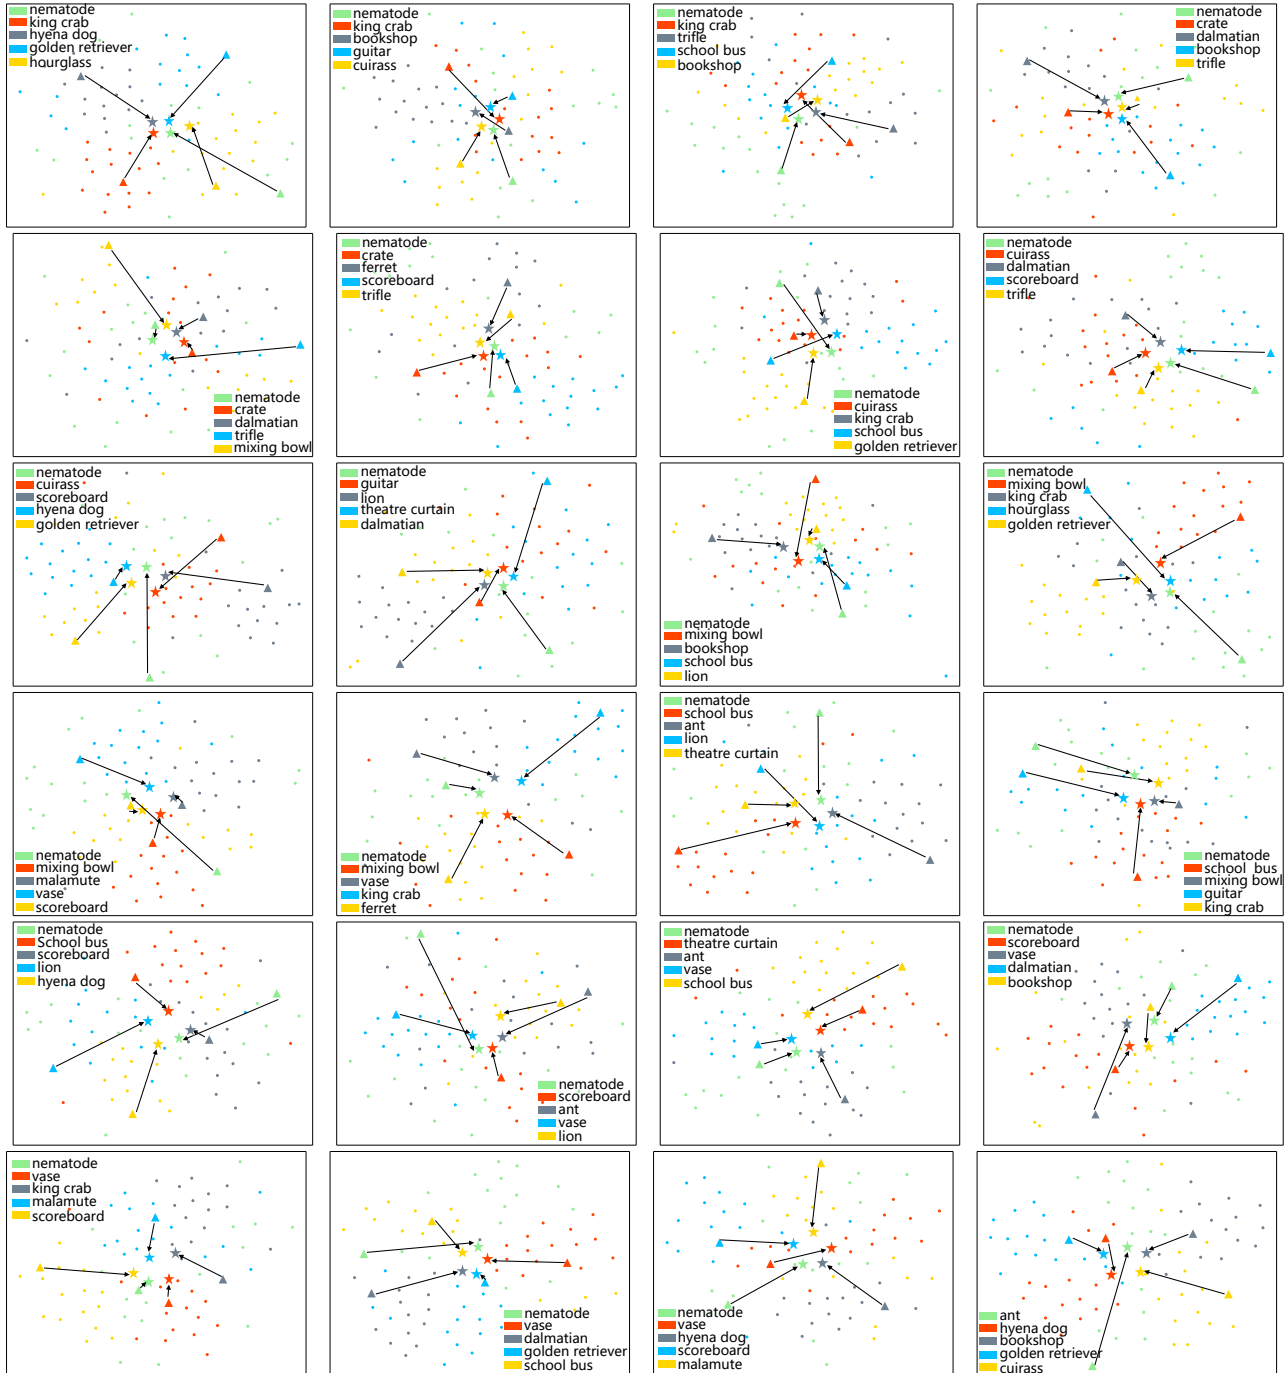 nematode
king crab
hyena dog
golden retriever
hourglass
nematode
king crab
bookshop
guitar
cuirass
nematode
king crab
trifle
school bus
bookshop
nematode
crate
dalmatian
bookshop
trifle
nematode
crate
dalmatian
trifle
mixing bowl
nematode
crate
ferret
scoreboard
trifle
nematode
cuirass
king crab
school bus
golden retriever
nematode
cuirass
dalmatian
scoreboard
trifle
nematode
cuirass
scoreboard
hyena dog
golden retriever
nematode
guitar
lion
theatre curtain
dalmatian
nematode
mixing bowl
bookshop
school bus
lion
nematode
mixing bowl
king crab
hourglass
golden retriever
nematode
mixing bowl
malamute
vase
scoreboard
nematode
mixing bowl
vase
king crab
ferret
nematode
school bus
ant
lion
theatre curtain
nematode
school bus
mixing bowl
guitar
king crab
nematode
School bus
scoreboard
lion
hyena dog
nematode
scoreboard
ant
vase
lion
nematode
theatre curtain
ant
vase
school bus
nematode
scoreboard
vase
dalmatian
bookshop
nematode
vase
king crab
malamute
scoreboard
nematode
vase
dalmatian
golden retriever
school bus
nematode
vase
hyena dog
scoreboard
malamute
ant
hyena dog
bookshop
golden retriever
cuirass